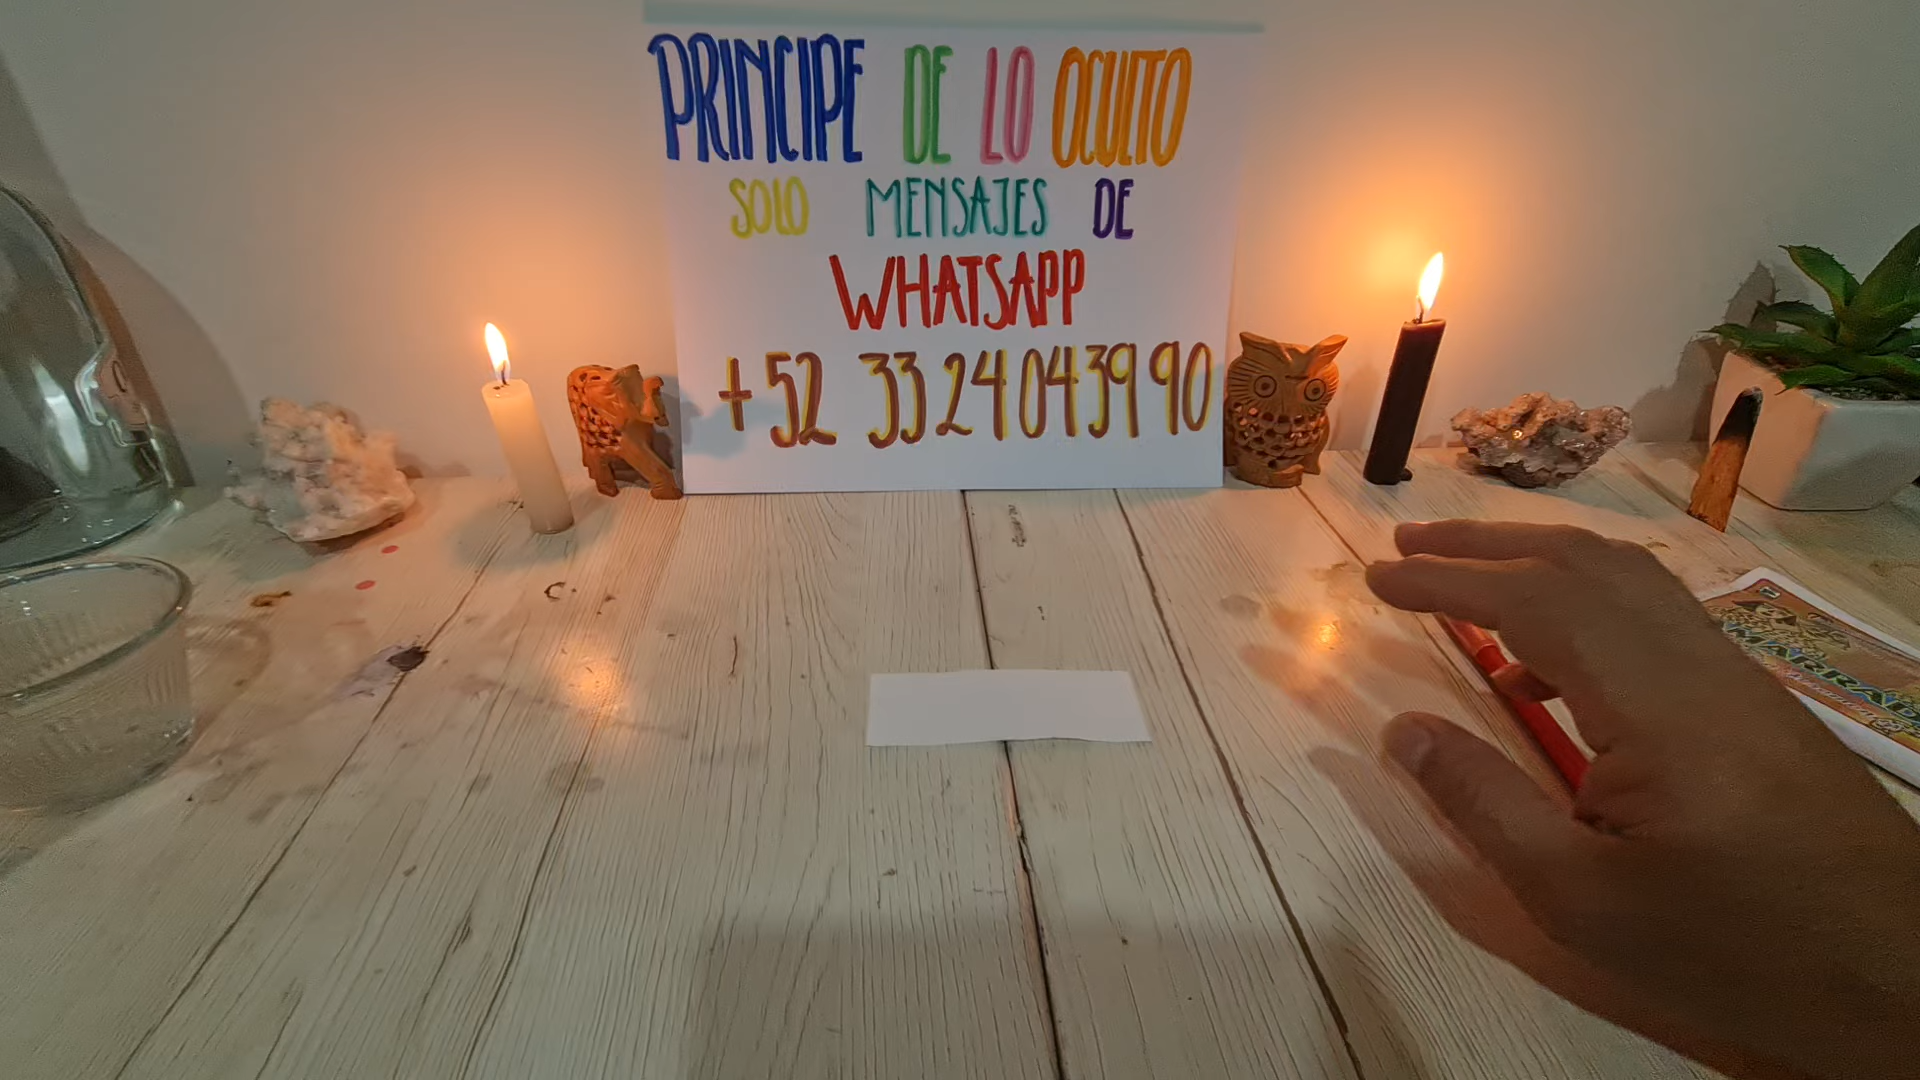 PRINCIPE DE LO OCULTO
SOLO MENSAJES DE
WHATSAPP
+52 3324043990